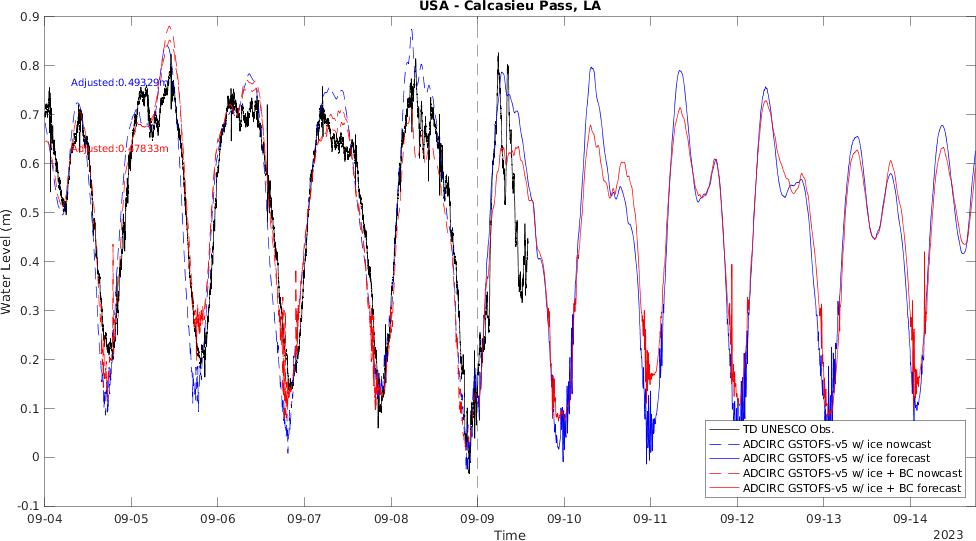 USA - Calcasieu Pass, LA
0.9
0.8
0.7
0.6
0.5
0.4
0.3
0.2
0.1
0
-0.1
Water Level (m)
Adjusted:0.49329m
Adjusted:0.47833m
TD UNESCO Obs.
ADCIRC GSTOFS-v5 w/ ice nowcast
ADCIRC GSTOFS-v5 w/ ice forecast
ADCIRC GSTOFS-v5 w/ ice + BC nowcast
ADCIRC GSTOFS-v5 w/ ice + BC forecast
09-04 09-05 09-06 09-07 09-08 09-09 09-10 09-11 09-12 09-13 09-14
Time
2023